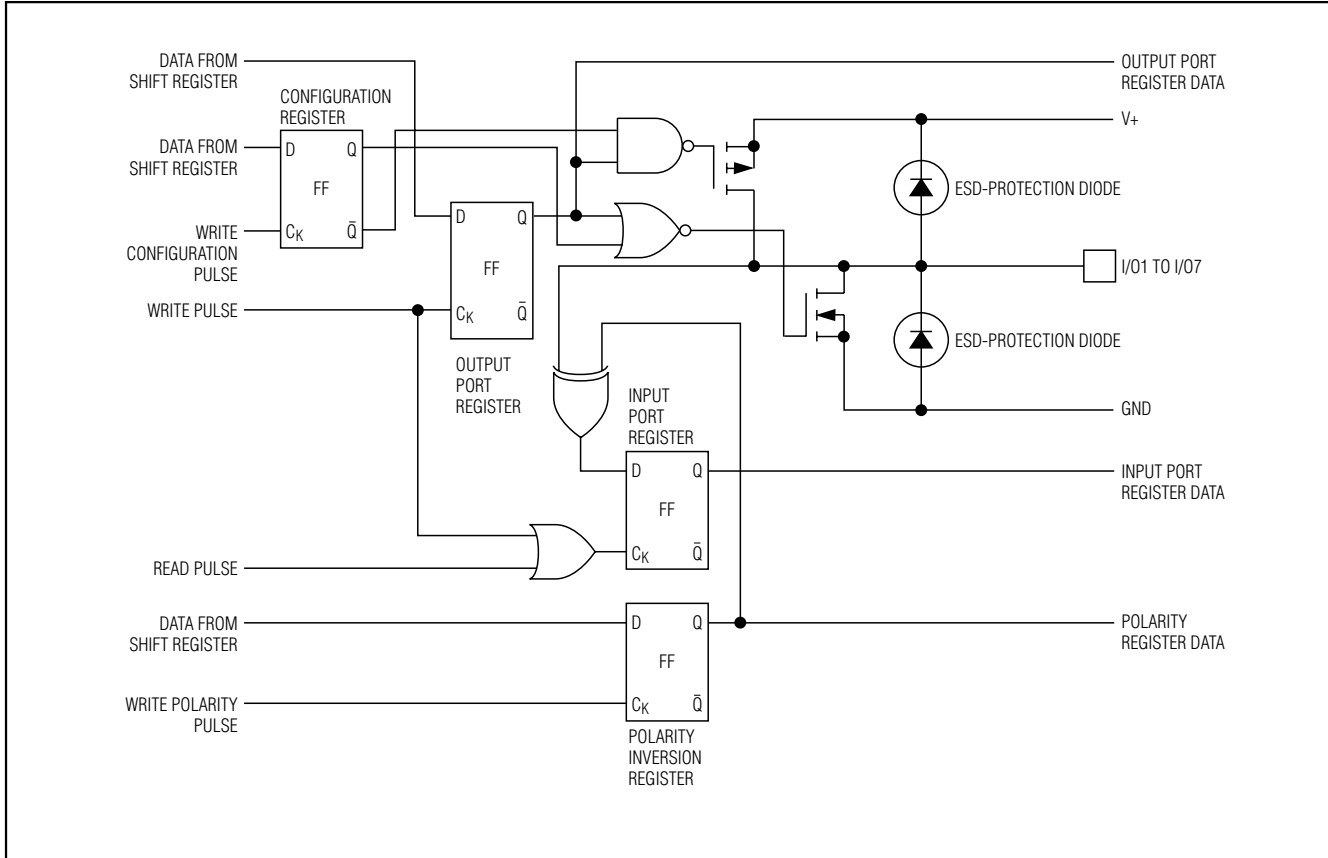 DATA FROM
SHIFT REGISTER
OUTPUT PORT
REGISTER DATA
CONFIGURATION
REGISTER
V+
DATA FROM
SHIFT REGISTER
D
Q
FF
CK
Q̄
ESD-PROTECTION DIODE
D
Q
FF
CK
Q̄
WRITE
CONFIGURATION
PULSE
I/O1 TO I/O7
WRITE PULSE
ESD-PROTECTION DIODE
OUTPUT
PORT
REGISTER
INPUT
PORT
REGISTER
GND
D
Q
FF
CK
Q̄
INPUT PORT
REGISTER DATA
READ PULSE
DATA FROM
SHIFT REGISTER
D
Q
FF
CK
Q̄
POLARITY
REGISTER DATA
WRITE POLARITY
PULSE
POLARITY
INVERSION
REGISTER